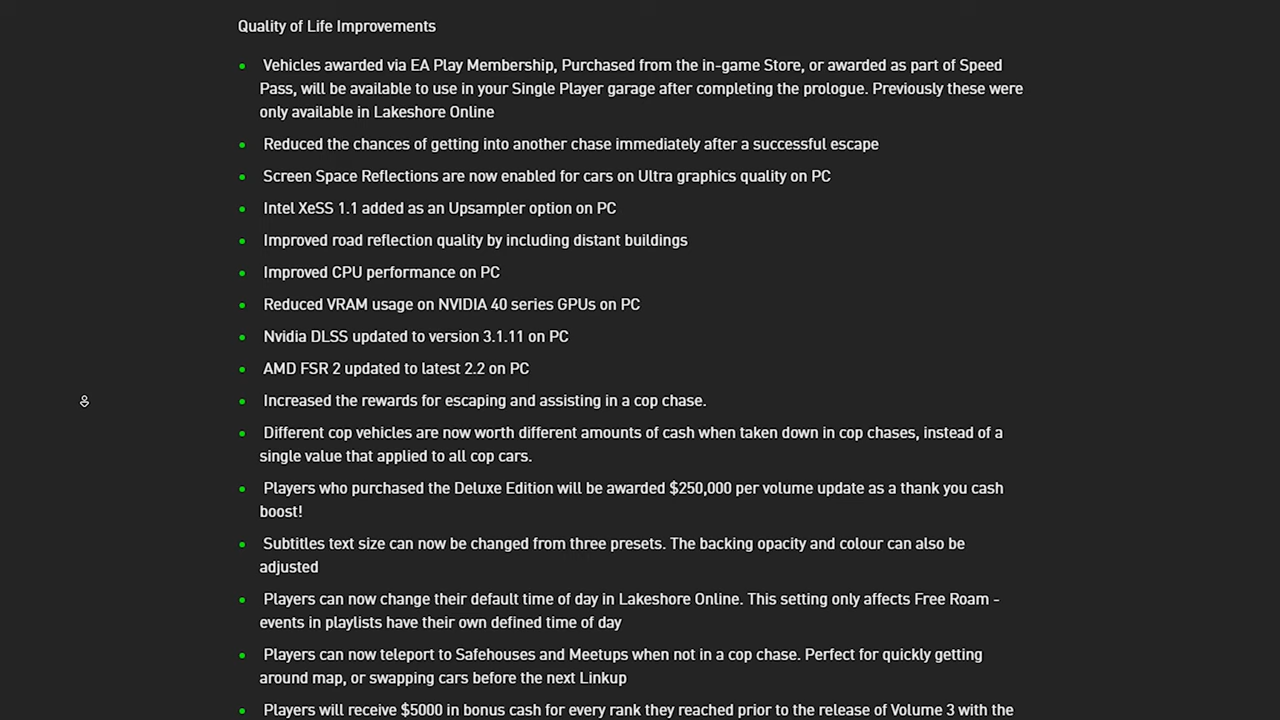 Quality of Life Improvements
Vehicles awarded via EA Play Membership, Purchased from the in-game Store, or awarded as part of Speed
Pass, will be available to use in your Single Player garage after completing the prologue. Previously these were
only available in Lakeshore Online
Reduced the chances of getting into another chase immediately after a successful escape
Screen Space Reflections are now enabled for cars on Ultra graphics quality on PC
Intel XeSS 1.1 added as an Upsampler option on PC
Improved road reflection quality by including distant buildings
Improved CPU performance on PC
Reduced VRAM usage on NVIDIA 40 series GPUs on PC
Nvidia DLSS updated to version 3.1.11 on PC
AMD FSR 2 updated to latest 2.2 on PC
Increased the rewards for escaping and assisting in a cop chase.
Different cop vehicles are now worth different amounts of cash when taken down in cop chases, instead of a
single value that applied to all cop cars.
Players who purchased the Deluxe Edition will be awarded $250,000 per volume update as a thank you cash
boost!
Subtitles text size can now be changed from three presets. The backing opacity and colour can also be
adjusted
Players can now change their default time of day in Lakeshore Online. This setting only affects Free Roam -
events in playlists have their own defined time of day
Players can now teleport to Safehouses and Meetups when not in a cop chase. Perfect for quickly getting
around map, or swapping cars before the next Linkup
Players will receive $5000 in bonus cash for every rank they reached prior to the release of Volume 3 with the